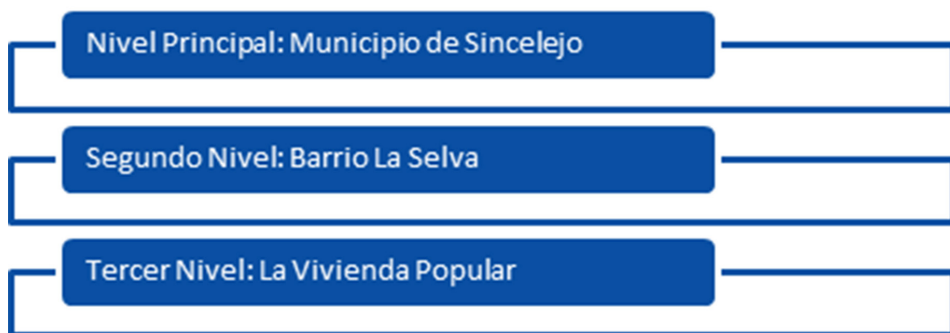 Nivel Principal: Municipio de Sincelejo
Segundo Nivel: Barrio La Selva
Tercer Nivel: La Vivienda Popular